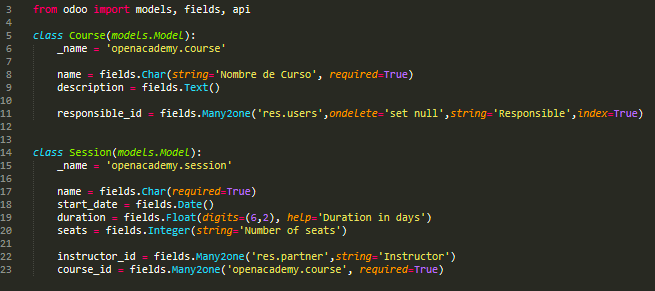 3 from odoo import models, fields, api
4
5 class Course(models.Model):
6 _name = 'openacademy.course'
7
8 name = fields.Char(string='Nombre de Curso', required=True)
9 description = fields.Text()
10
11 responsible_id = fields.Many2one('res.users',ondelete='set null',string='Responsible',index=True)
12
13
14 class Session(models.Model):
15 _name = 'openacademy.session'
16
17 name = fields.Char(required=True)
18 start_date = fields.Date()
19 duration = fields.Float(digits=(6,2), help='Duration in days')
20 seats = fields.Integer(string='Number of seats')
21
22 instructor_id = fields.Many2one('res.partner',string='Instructor')
23 course_id = fields.Many2one('openacademy.course', required=True)